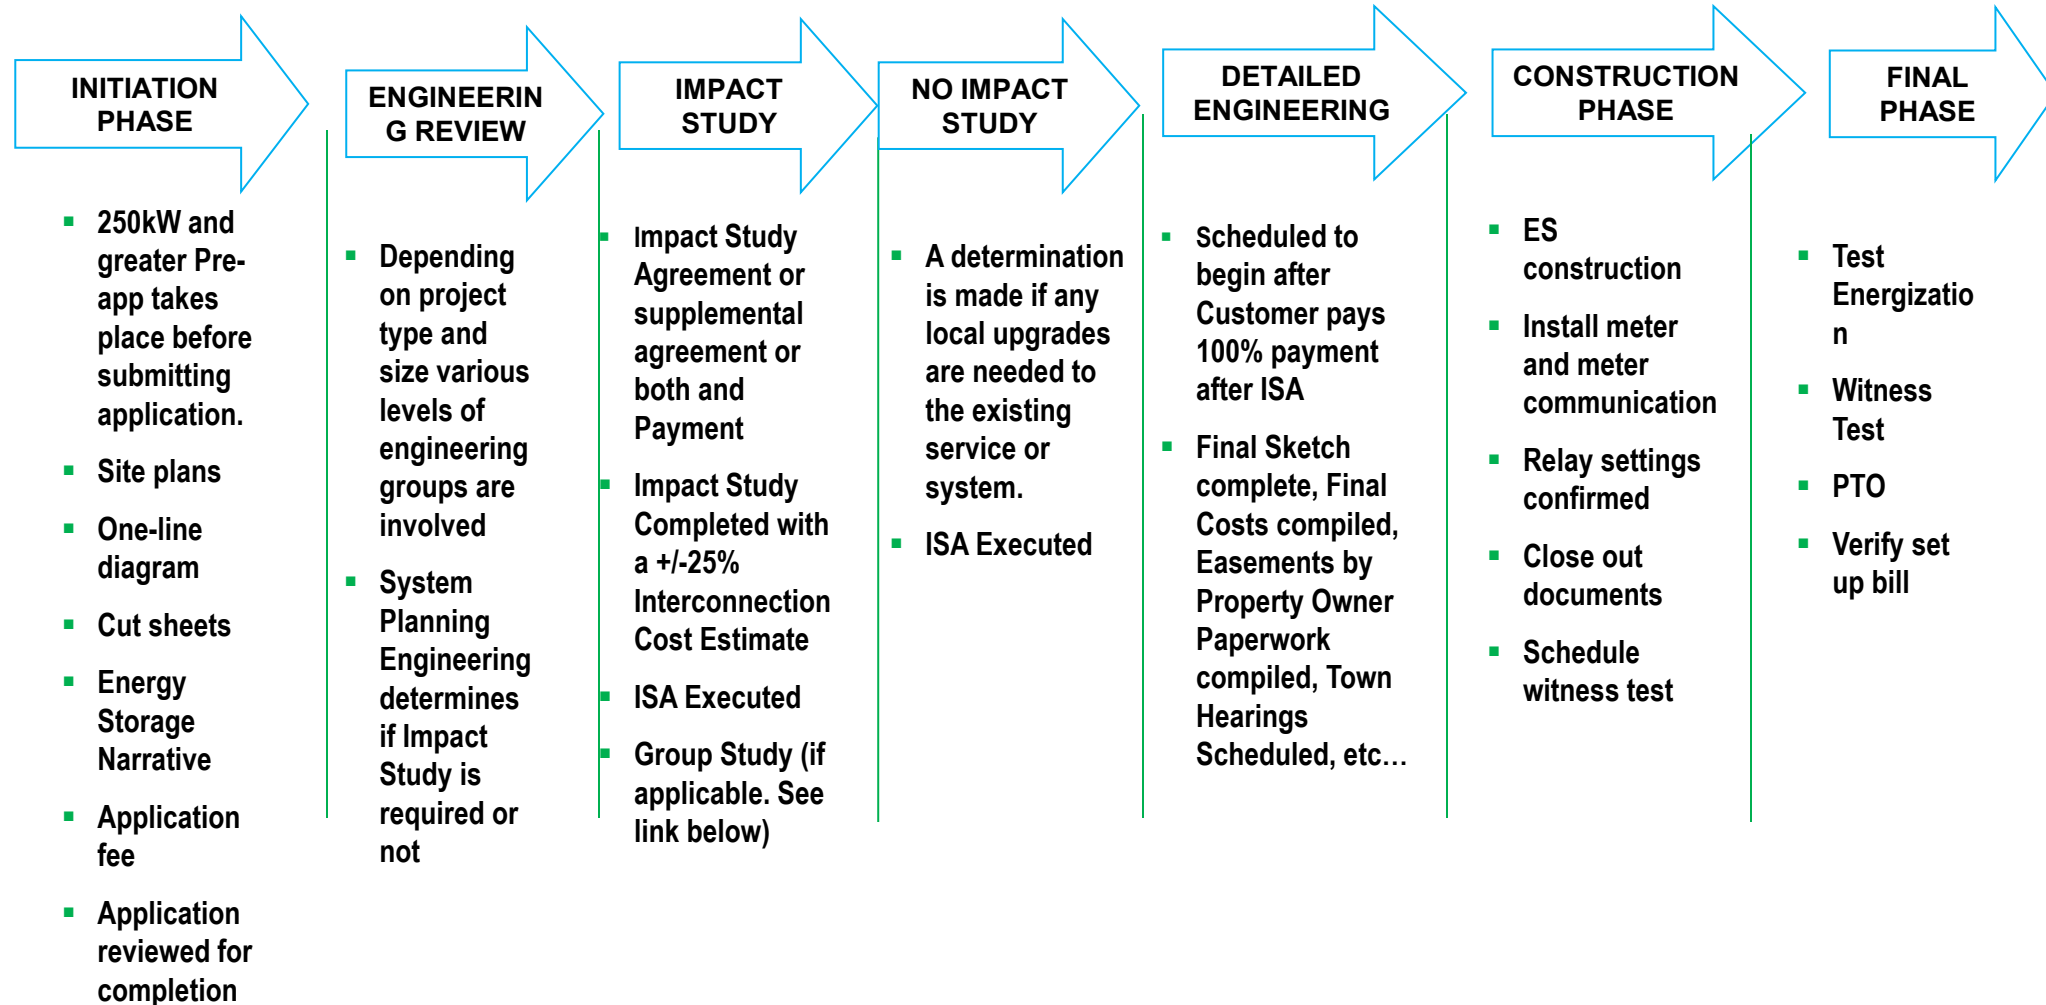 INITIATION
PHASE
250kW and
greater Pre-
app takes
place before
submitting
application.
Site plans
One-line
diagram
Cut sheets
Energy
Storage
Narrative
Application
fee
Application
reviewed for
completion
ENGINEERIN
G REVIEW
Depending
on project
type and
size various
levels of
engineering
groups are
involved
System
Planning
Engineering
determines
if Impact
Study is
required or
not
IMPACT
STUDY
Impact Study
Agreement or
supplemental
agreement or
both and
Payment
Impact Study
Completed with
a +/-25%
Interconnection
Cost Estimate
ISA Executed
Group Study (if
applicable. See
link below)
NO IMPACT
STUDY
A determination
is made if any
local upgrades
are needed to
the existing
service or
system.
ISA Executed
DETAILED
ENGINEERING
Scheduled to
begin after
Customer pays
100% payment
after ISA
Final Sketch
complete, Final
Costs compiled,
Easements by
Property Owner
Paperwork
compiled, Town
Hearings
Scheduled, etc…
CONSTRUCTION
PHASE
ES
construction
Install meter
and meter
communication
Relay settings
confirmed
Close out
documents
Schedule
witness test
FINAL
PHASE
Test
Energizatio
n
Witness
Test
PTO
Verify set
up bill